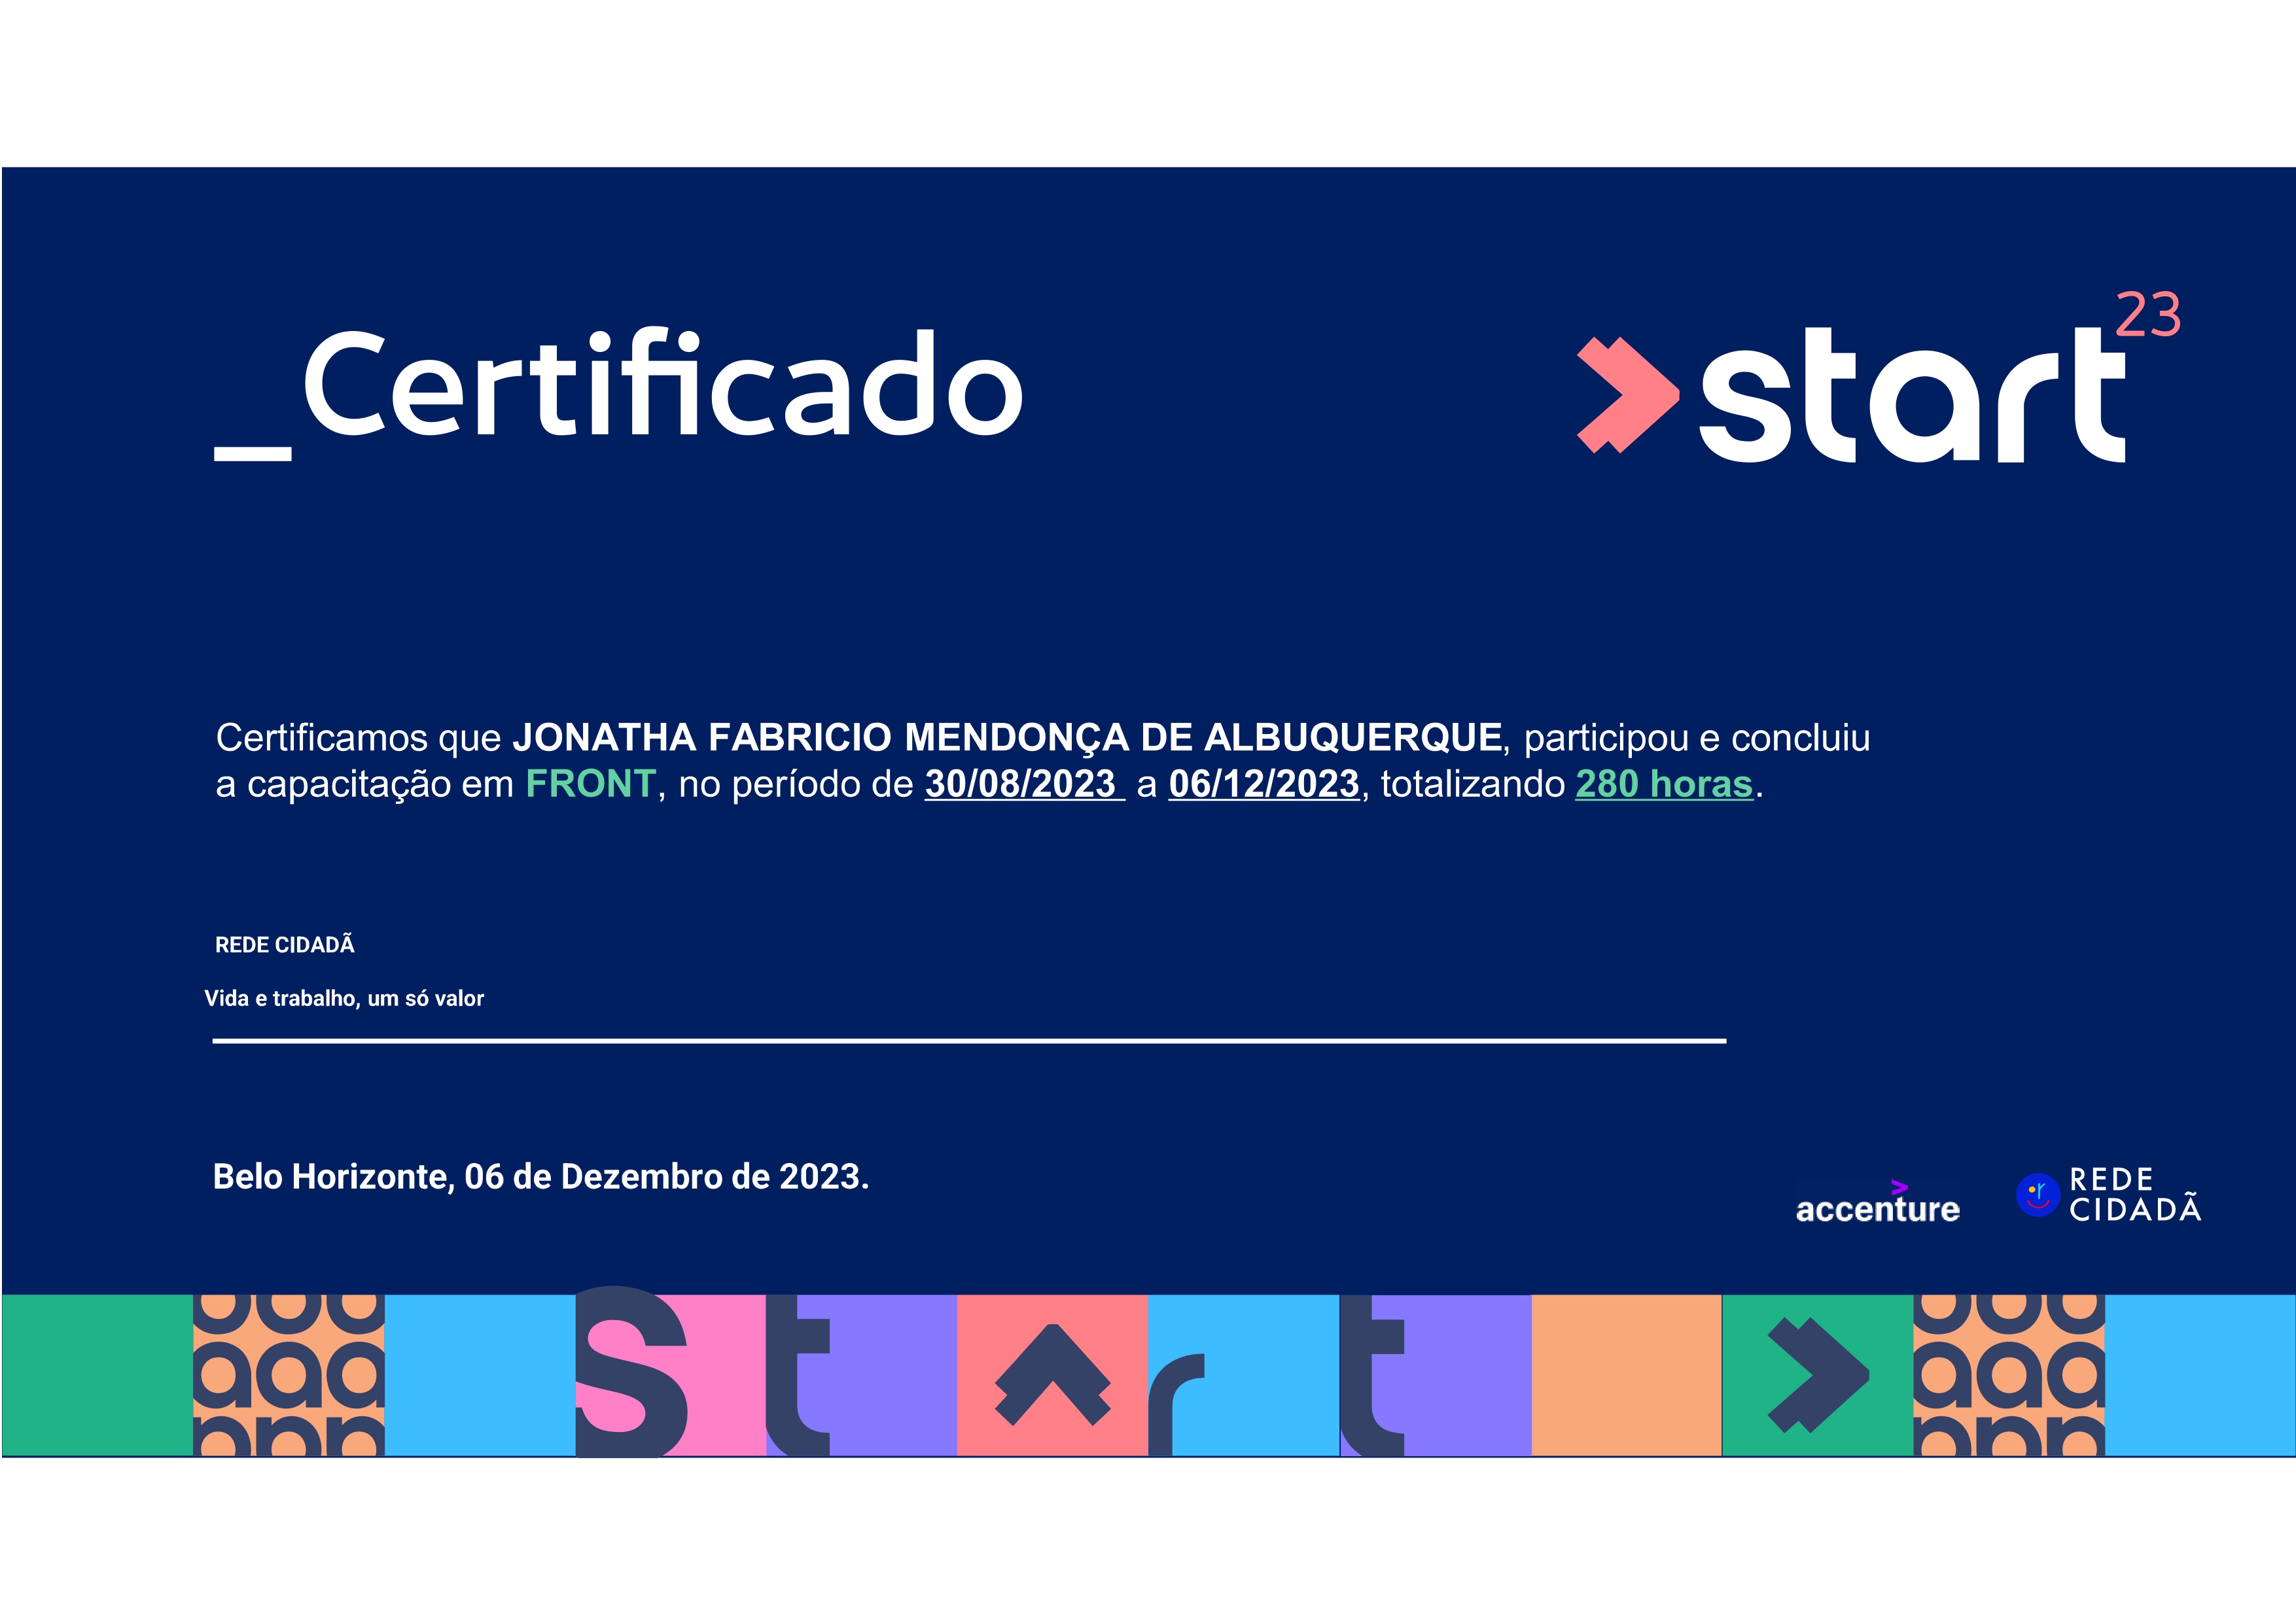 _Certificado
start 23
Certificamos que JONATHA FABRICIO MENDONÇA DE ALBUQUERQUE, participou e concluiu
a capacitação em FRONT, no período de 30/08/2023 a 06/12/2023, totalizando 280 horas.
REDE CIDADÃ
Vida e trabalho, um só valor
Belo Horizonte, 06 de Dezembro de 2023.
accenture
REDE
CIDADÃ
st r t